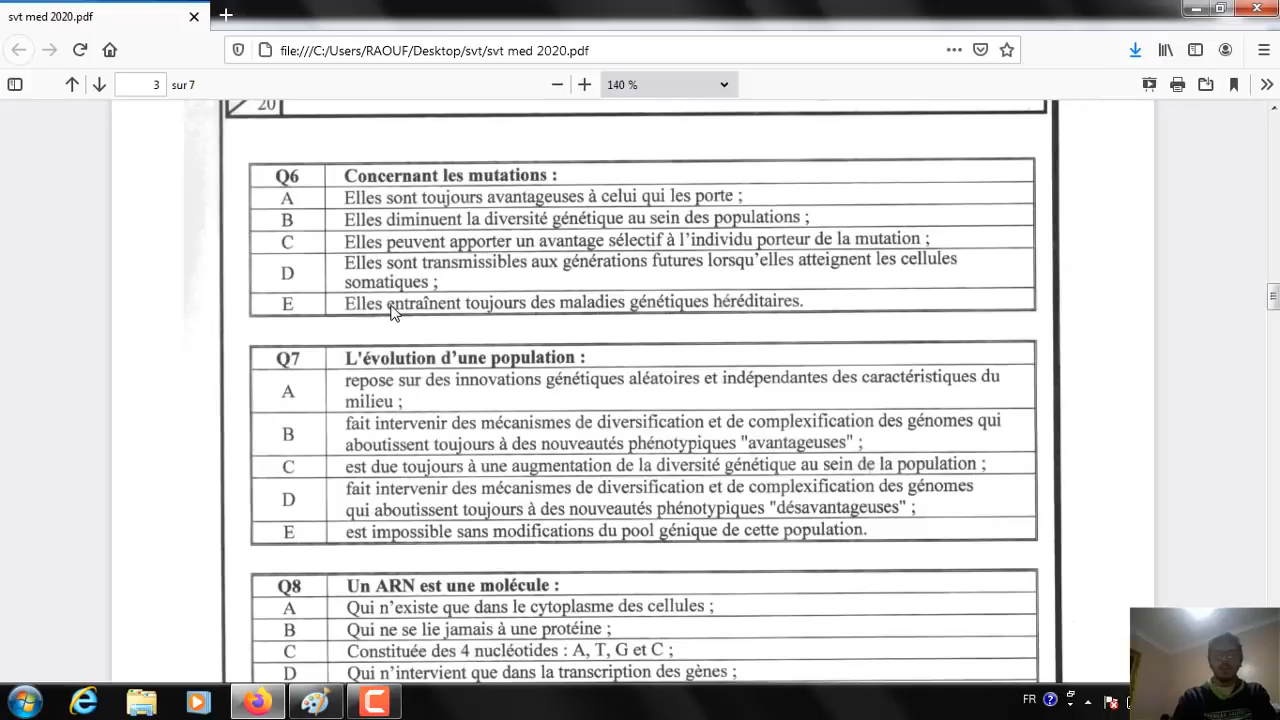 svt med 2020.pdf
file:///C:/Users/RAOUF/Desktop/svt/svt med 2020.pdf
3 sur 7
140 %
20
Q6 Concernant les mutations :
A Elles sont toujours avantageuses à celui qui les porte ;
B Elles diminuent la diversité génétique au sein des populations ;
C Elles peuvent apporter un avantage sélectif à l'individu porteur de la mutation ;
D Elles sont transmissibles aux générations futures lorsqu'elles atteignent les cellules
somatiques ;
E Elles entraînent toujours des maladies génétiques héréditaires.
Q7 L'évolution d'une population :
A repose sur des innovations génétiques aléatoires et indépendantes des caractéristiques du
milieu ;
B fait intervenir des mécanismes de diversification et de complexification des génomes qui
aboutissent toujours à des nouveautés phénotypiques "avantageuses" ;
C est due toujours à une augmentation de la diversité génétique au sein de la population ;
D fait intervenir des mécanismes de diversification et de complexification des génomes
qui aboutissent toujours à des nouveautés phénotypiques "désavantageuses" ;
E est impossible sans modifications du pool génique de cette population.
Q8 Un ARN est une molécule :
A Qui n'existe que dans le cytoplasme des cellules ;
B Qui ne se lie jamais à une protéine ;
C Constituée des 4 nucléotides : A, T, G et C ;
D Qui n'intervient que dans la transcription des gènes ;
FR